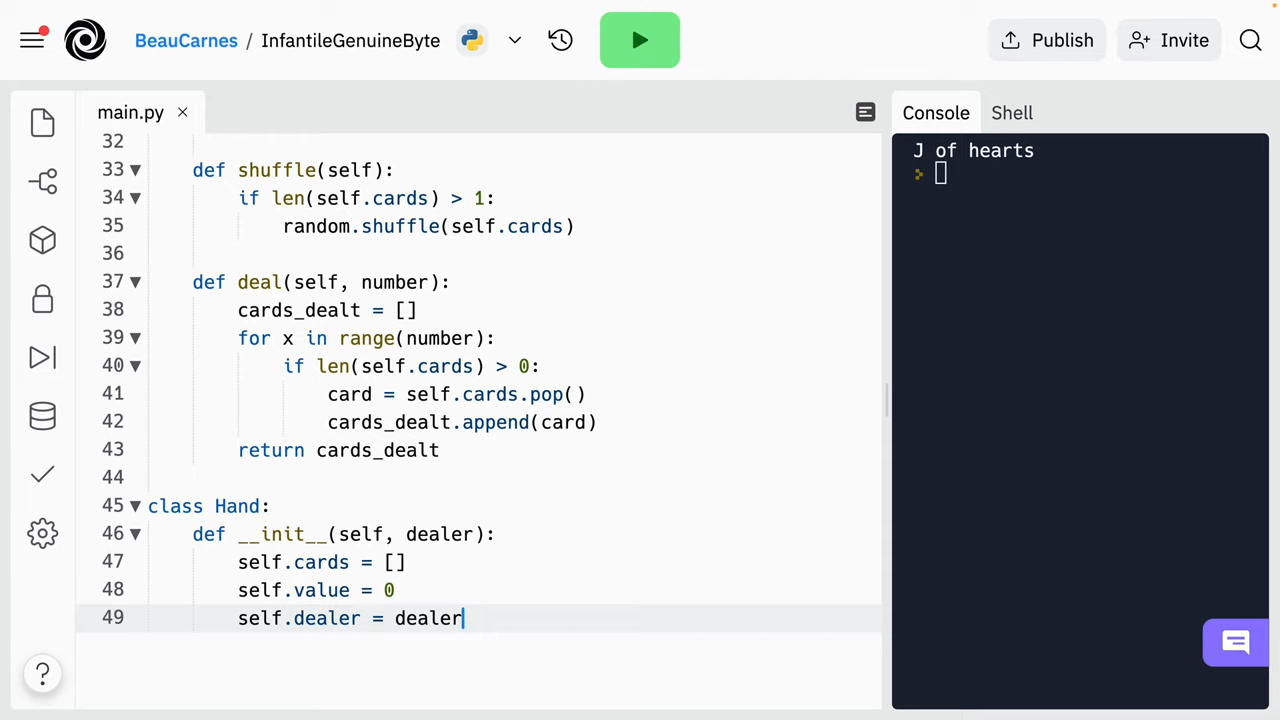 BeauCarnes / InfantileGenuineByte
Publish
Invite
main.py ×
Console
Shell
32
33 def shuffle(self):
34 if len(self.cards) > 1:
35 random.shuffle(self.cards)
36
37 def deal(self, number):
38 cards_dealt = []
39 for x in range(number):
40 if len(self.cards) > 0:
41 card = self.cards.pop()
42 cards_dealt.append(card)
43 return cards_dealt
44
45 class Hand:
46 def __init__(self, dealer):
47 self.cards = []
48 self.value = 0
49 self.dealer = dealer
J of hearts
?